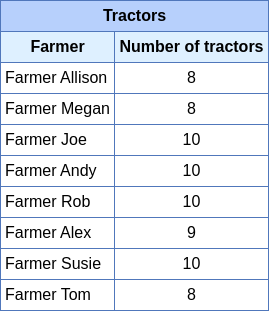 Tractors
Farmer Number of tractors
Farmer Allison 8
Farmer Megan 8
Farmer Joe 10
Farmer Andy 10
Farmer Rob 10
Farmer Alex 9
Farmer Susie 10
Farmer Tom 8